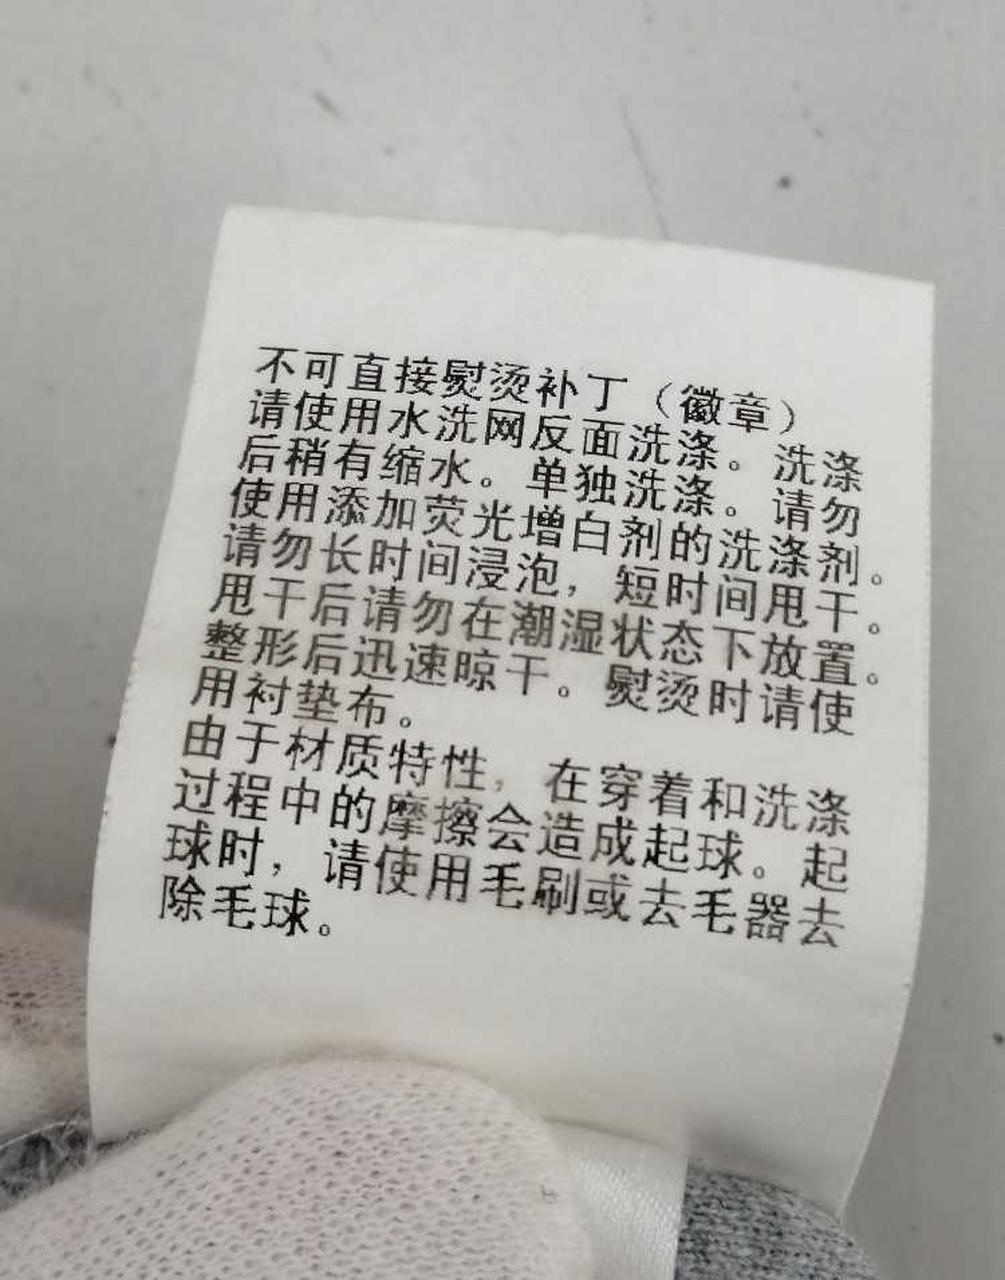 不可直接熨烫补丁（徽章）
请使用水洗网反面洗涤。洗涤
后稍有缩水。单独洗涤。请勿
使用添加荧光增白剂的洗涤剂。
请勿长时间浸泡，短时间甩干。
甩干后请勿在潮湿状态下放置。
整形后迅速晾干。熨烫时请使
用衬垫布。
由于材质特性，在穿着和洗涤
过程中的摩擦会造成起球。起
球时，请使用毛刷或去毛器去
除毛球。